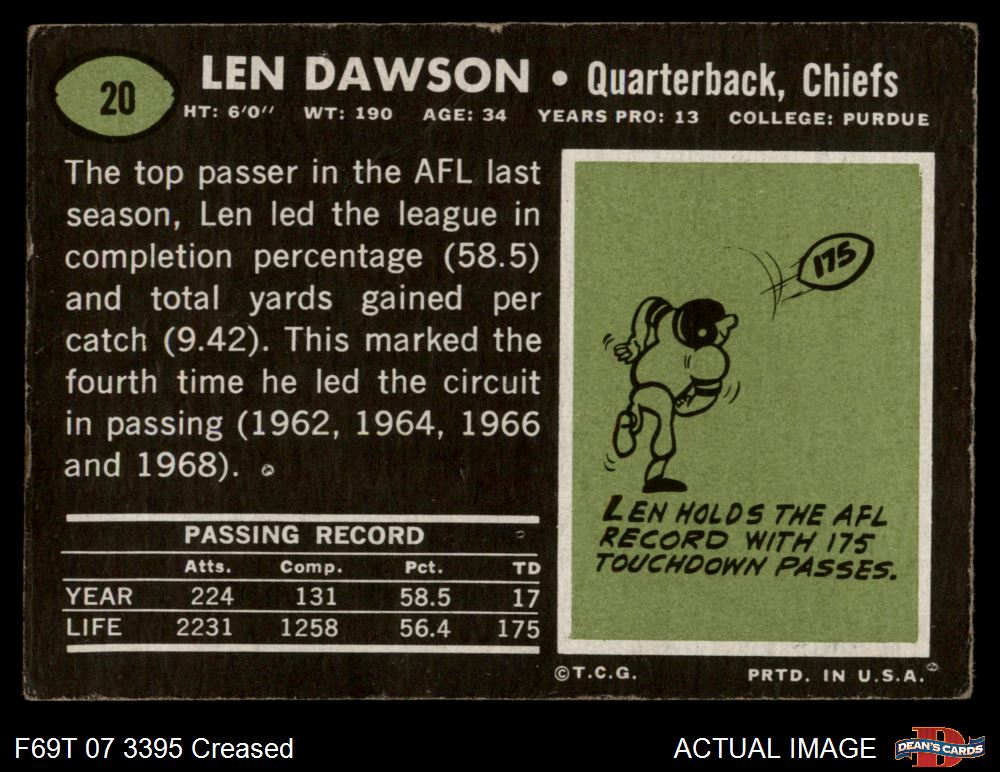 20
LEN DAWSON • Quarterback, Chiefs
HT: 6'0" WT: 190 AGE: 34 YEARS PRO: 13 COLLEGE: PURDUE
The top passer in the AFL last
season, Len led the league in
completion percentage (58.5)
and total yards gained per
catch (9.42). This marked the
fourth time he led the circuit
in passing (1962, 1964, 1966
and 1968).
PASSING RECORD
Atts. Comp. Pct. TD
YEAR 224 131 58.5 17
LIFE 2231 1258 56.4 175
175
LEN HOLDS THE AFL
RECORD WITH 175
TOUCHDOWN PASSES.
©T.C.G. PRTD. IN U.S.A.
F69T 07 3395 Creased
ACTUAL IMAGE
DEAN'S CARDS